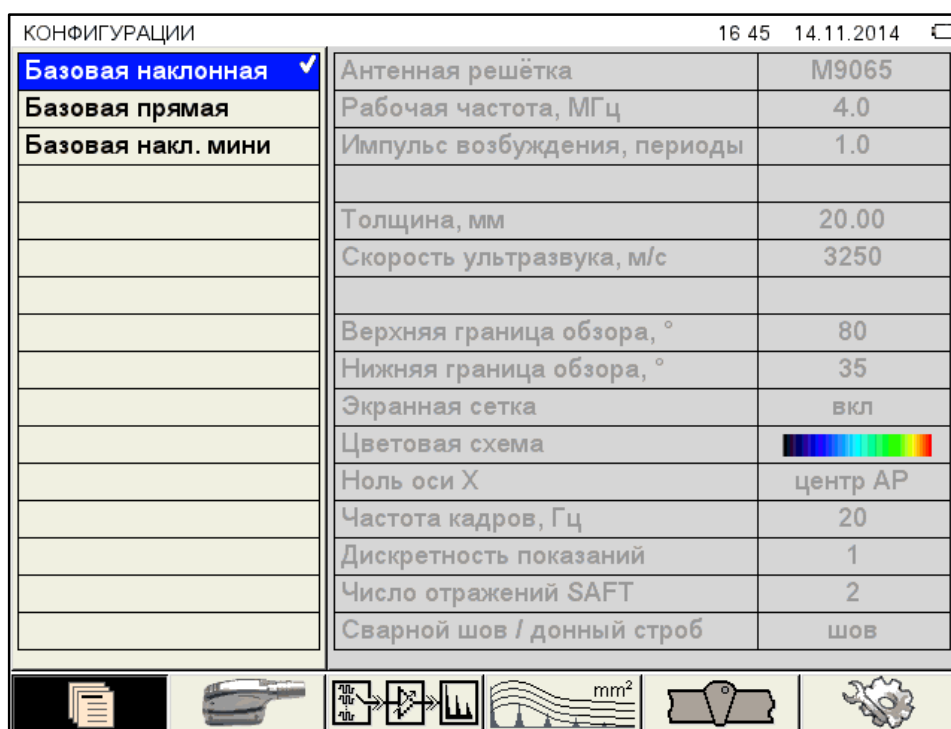 КОНФИГУРАЦИИ 16 45 14.11.2014
Базовая наклонная
Базовая прямая
Базовая накл. мини
Антенная решётка M9065
Рабочая частота, МГц 4.0
Импульс возбуждения, периоды 1.0
Толщина, мм 20.00
Скорость ультразвука, м/с 3250
Верхняя граница обзора, ° 80
Нижняя граница обзора, ° 35
Экранная сетка вкл
Цветовая схема
Ноль оси X центр АР
Частота кадров, Гц 20
Дискретность показаний 1
Число отражений SAFT 2
Сварной шов / донный строб шов
mm²